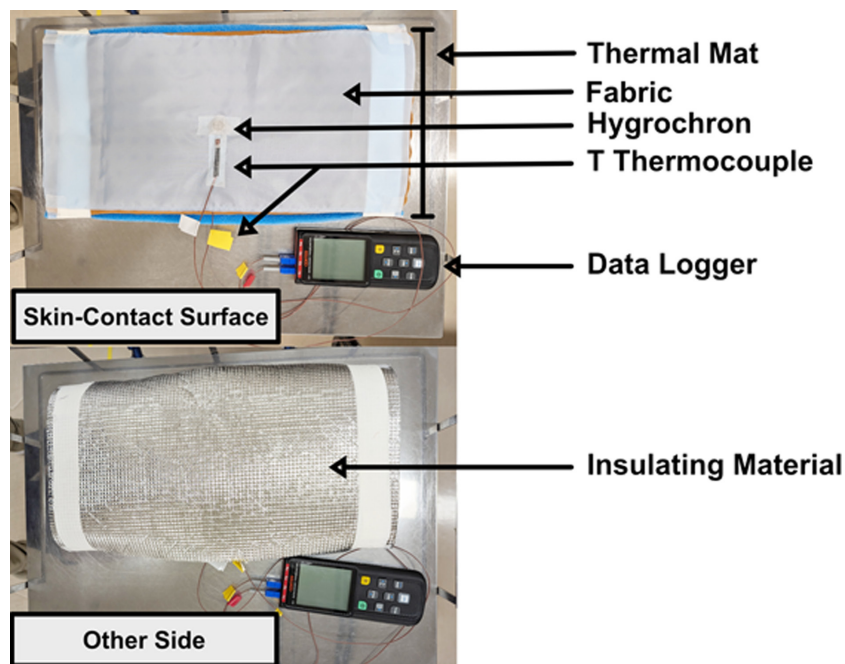 Thermal Mat
Fabric
Hygrochron
T Thermocouple
Data Logger
Skin-Contact Surface
Insulating Material
Other Side